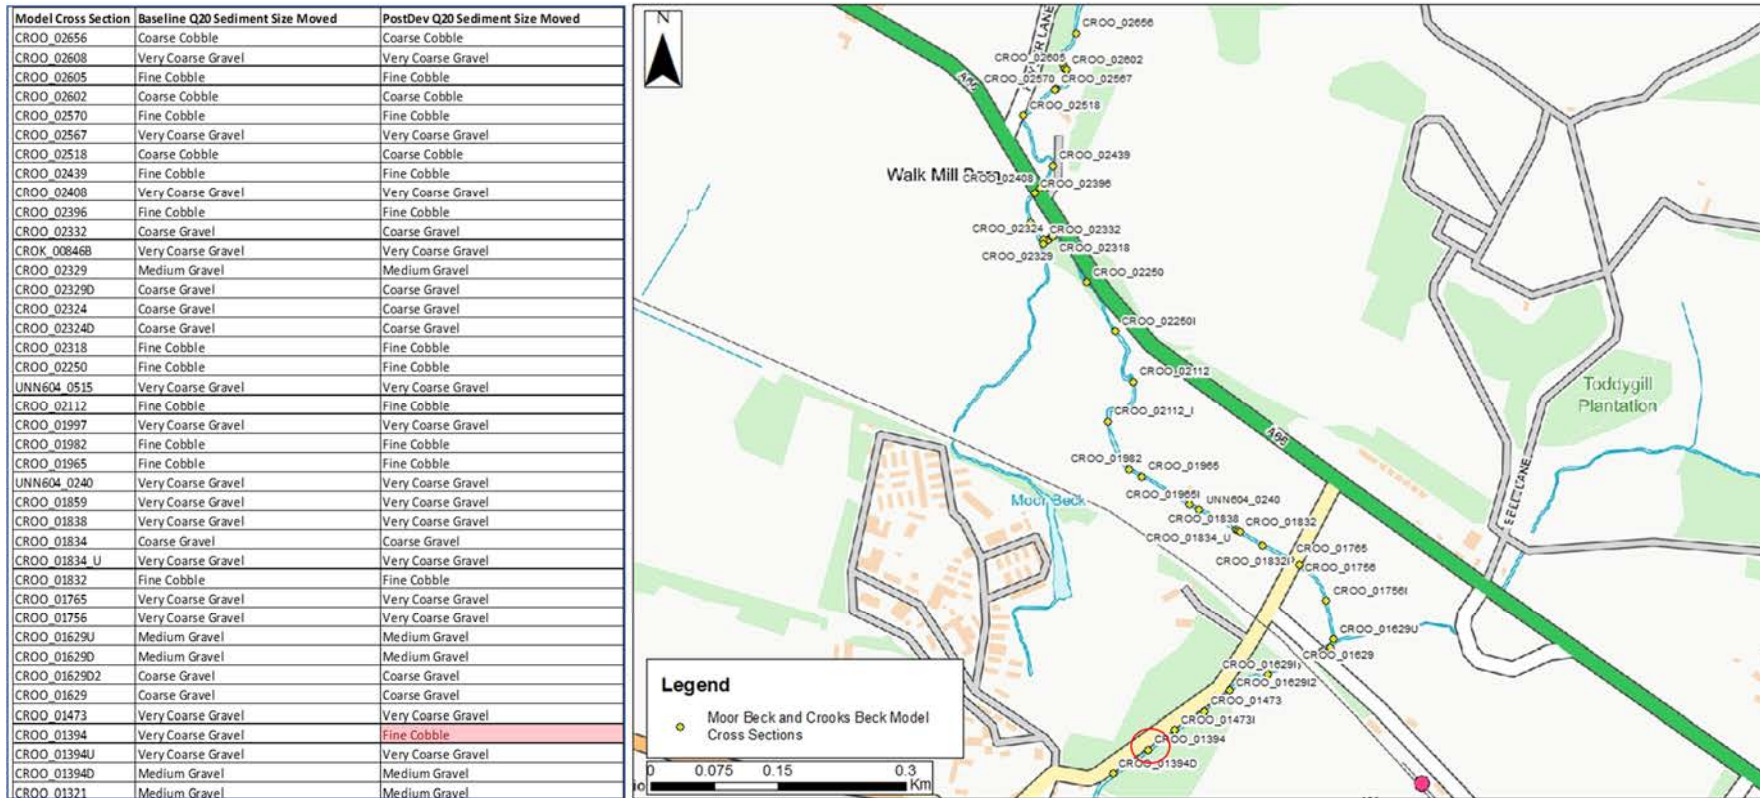 Model Cross Section Baseline Q20 Sediment Size Moved PostDev Q20 Sediment Size Moved
CROO_02656 Coarse Cobble Coarse Cobble
CROO_02608 Very Coarse Gravel Very Coarse Gravel
CROO_02605 Fine Cobble Fine Cobble
CROO_02602 Coarse Cobble Coarse Cobble
CROO_02570 Fine Cobble Fine Cobble
CROO_02567 Very Coarse Gravel Very Coarse Gravel
CROO_02518 Coarse Cobble Coarse Cobble
CROO_02439 Fine Cobble Fine Cobble
CROO_02408 Very Coarse Gravel Very Coarse Gravel
CROO_02396 Fine Cobble Fine Cobble
CROO_02332 Coarse Gravel Coarse Gravel
CROK_00846B Very Coarse Gravel Very Coarse Gravel
CROO_02329 Medium Gravel Medium Gravel
CROO_02329D Coarse Gravel Coarse Gravel
CROO_02324 Coarse Gravel Coarse Gravel
CROO_02324D Coarse Gravel Coarse Gravel
CROO_02318 Fine Cobble Fine Cobble
CROO_02250 Fine Cobble Fine Cobble
UNN604_0515 Very Coarse Gravel Very Coarse Gravel
CROO_02112 Fine Cobble Fine Cobble
CROO_01997 Very Coarse Gravel Very Coarse Gravel
CROO_01982 Fine Cobble Fine Cobble
CROO_01965 Fine Cobble Fine Cobble
UNN604_0240 Very Coarse Gravel Very Coarse Gravel
CROO_01859 Very Coarse Gravel Very Coarse Gravel
CROO_01838 Very Coarse Gravel Very Coarse Gravel
CROO_01834 Coarse Gravel Coarse Gravel
CROO_01834_U Very Coarse Gravel Very Coarse Gravel
CROO_01832 Fine Cobble Fine Cobble
CROO_01765 Very Coarse Gravel Very Coarse Gravel
CROO_01756 Very Coarse Gravel Very Coarse Gravel
CROO_01629U Medium Gravel Medium Gravel
CROO_01629D Medium Gravel Medium Gravel
CROO_01629D2 Coarse Gravel Coarse Gravel
CROO_01629 Coarse Gravel Coarse Gravel
CROO_01473 Very Coarse Gravel Very Coarse Gravel
CROO_01394 Very Coarse Gravel Fine Cobble
CROO_01394U Very Coarse Gravel Very Coarse Gravel
CROO_01394D Medium Gravel Medium Gravel
CROO_01321 Medium Gravel Medium Gravel
N
CROO_02656
LANE
CROO_02605 CROO_02602
A66
CROO_02570 CROO_02567
CROO_02518
CROO_02439
Walk Mill
CROO_02408 CROO_02396
CROO_02324 CROO_02332
CROO_02318
CROO_02329
CROO_02250
CROO_02250I
CROO_02112
CROO_02112_I
Toddygill
Plantation
A66
CROO_01982 CROO_01965
CROO_01965I UNN604_0240
Moor Beck
CROO_01838 CROO_01832
CROO_01834_U
CROO_01832I CROO_01765
CROO_01756
CROO_01756I
CROO_01629U
CROO_01629
CROO_01629I
CROO_01629I2
CROO_01473
CROO_01473I
CROO_01394
CROO_01394D
LANE
Legend
Moor Beck and Crooks Beck Model
Cross Sections
0 0.075 0.15 0.3
Km